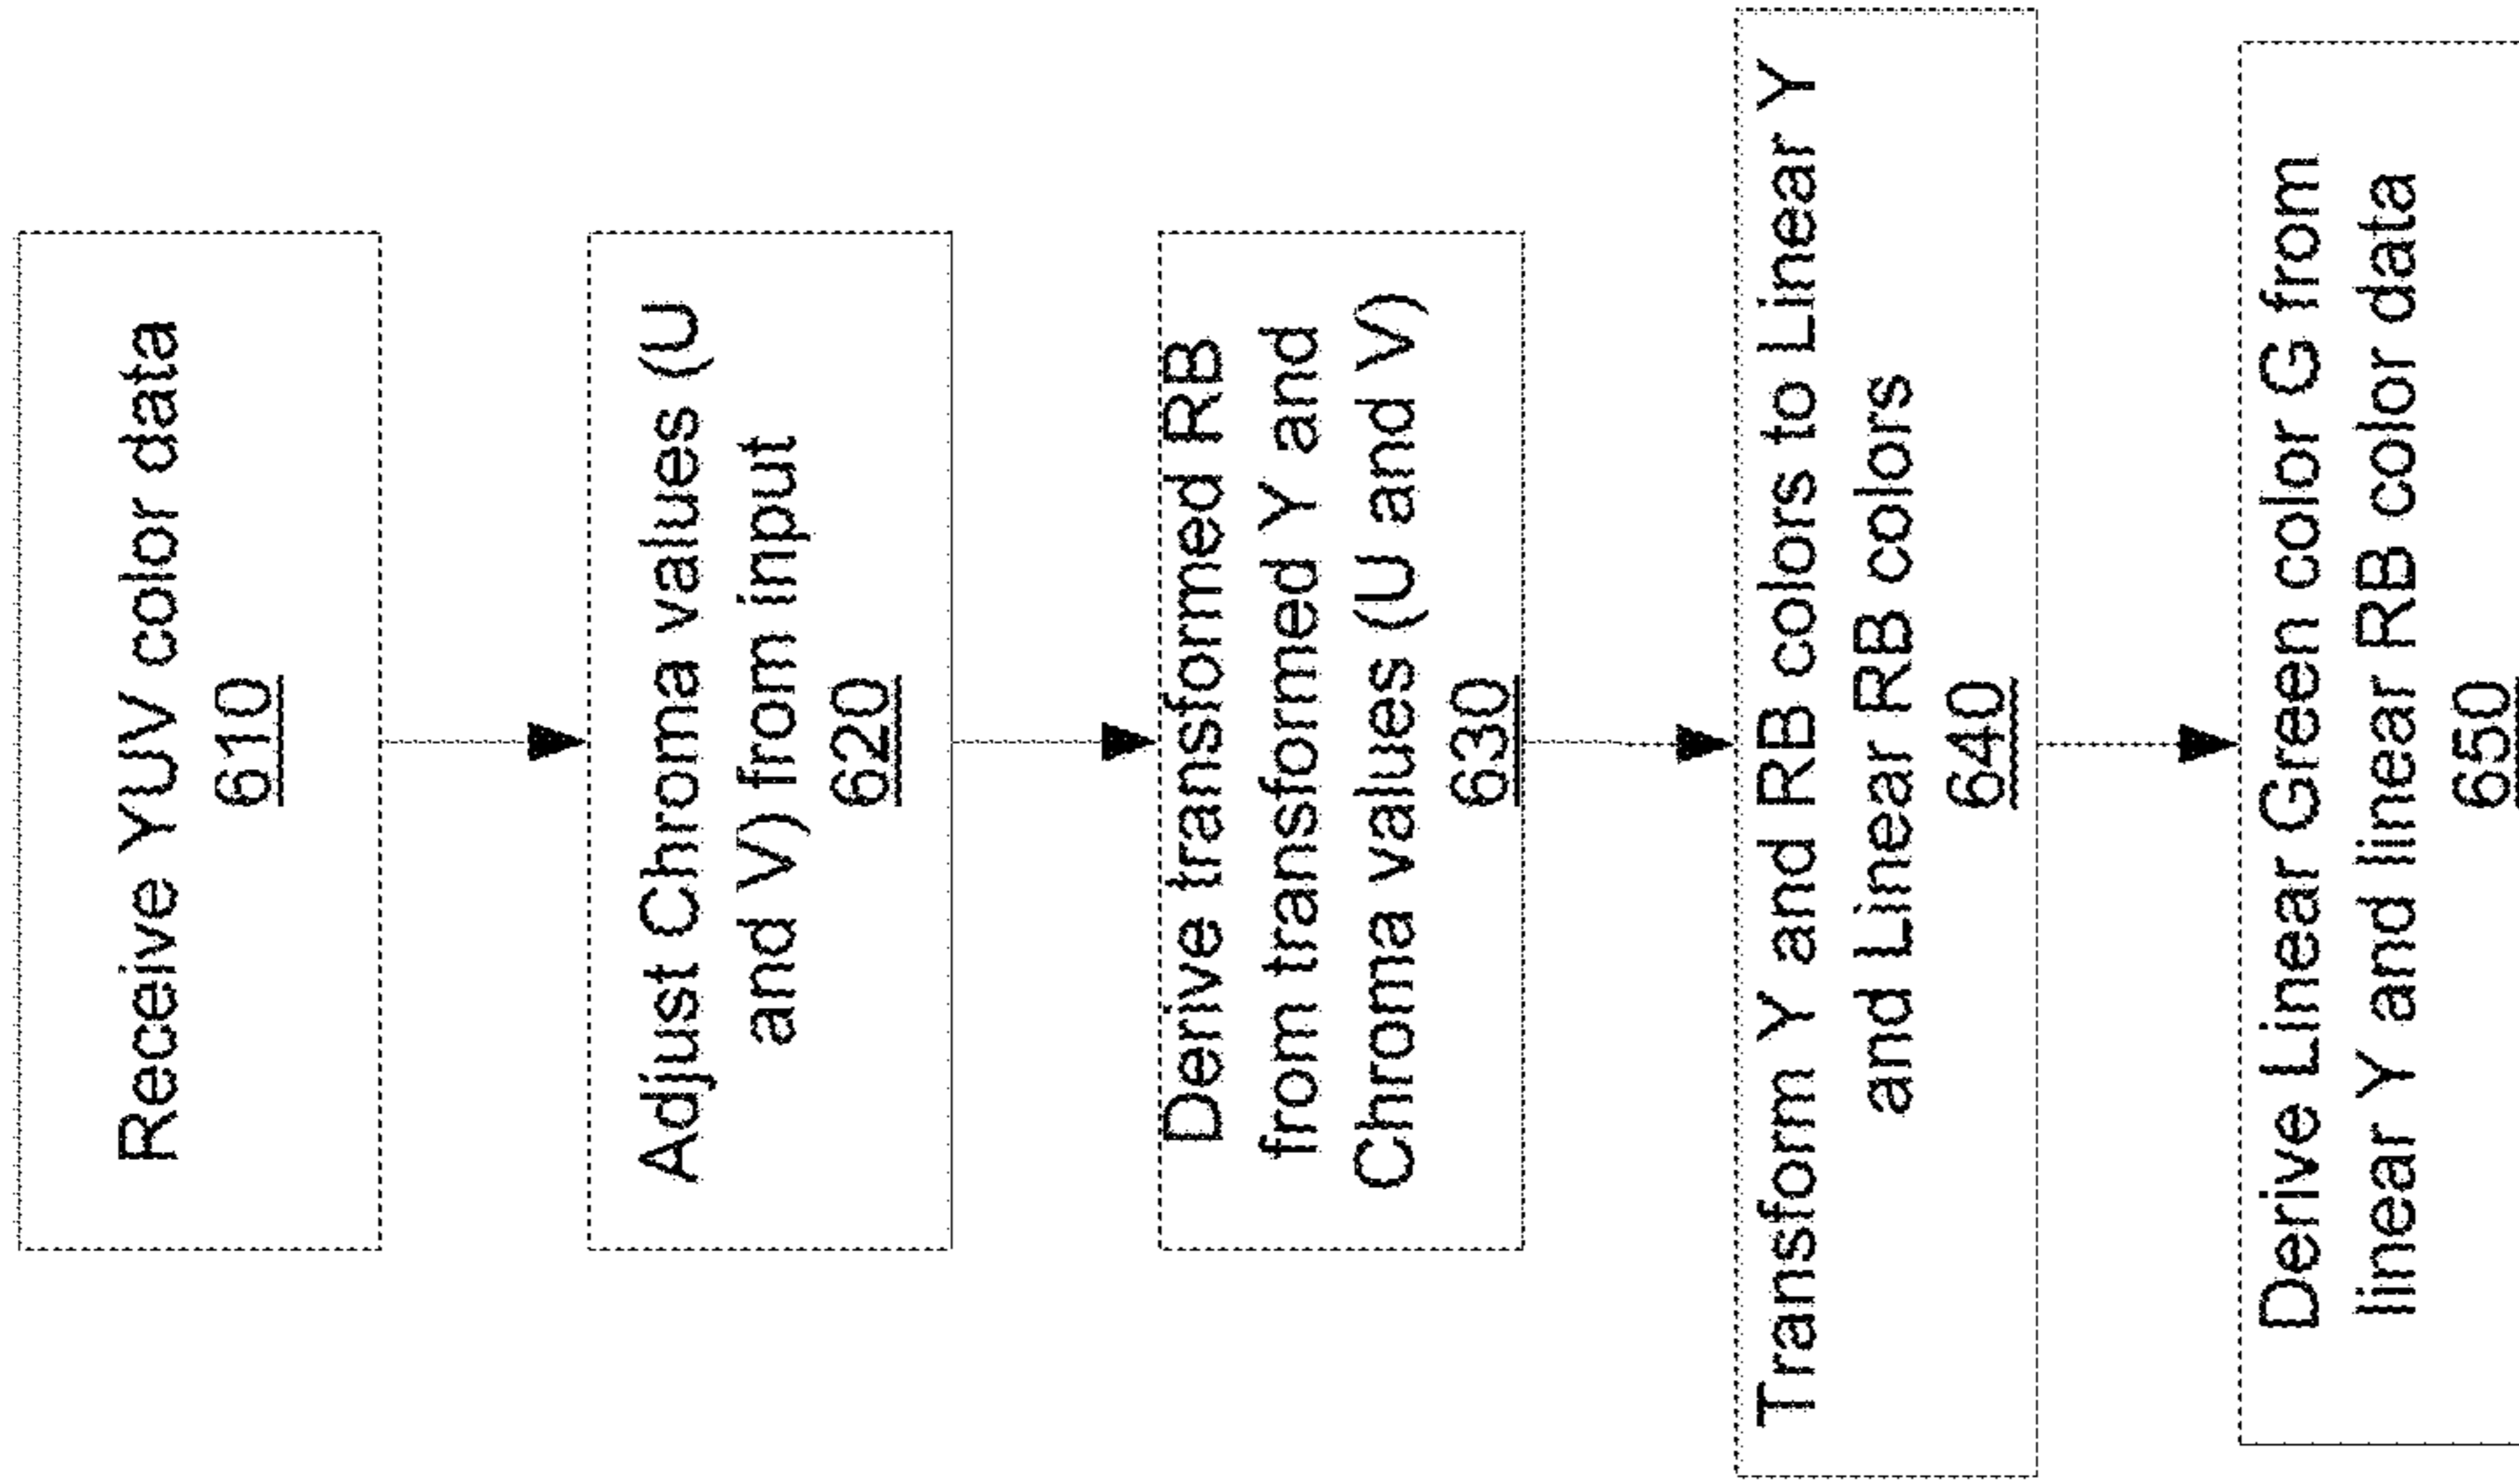 Receive YUV color data
610
Adjust Chroma values (U
and V) from input
620
Derive transformed RB
from transformed Y and
Chroma values (U and V)
630
Transform Y and RB colors to Linear Y
and Linear RB colors
640
Derive Linear Green color G from
linear Y and linear RB color data
650